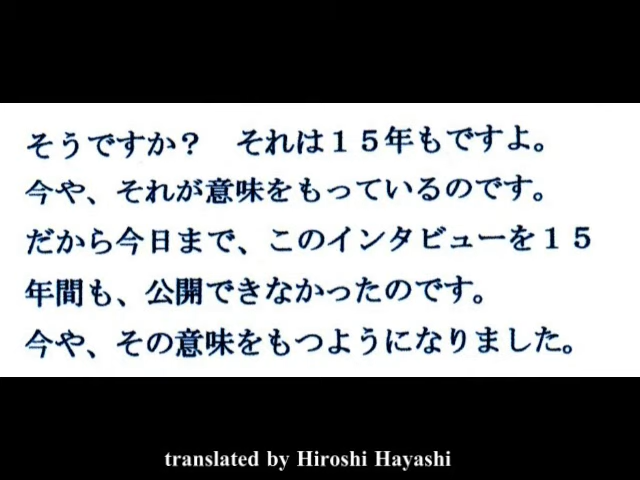 そうですか？　それは１５年もですよ。
今や、それが意味をもっているのです。
だから今日まで、このインタビューを１５
年間も、公開できなかったのです。
今や、その意味をもつようになりました。
translated by Hiroshi Hayashi